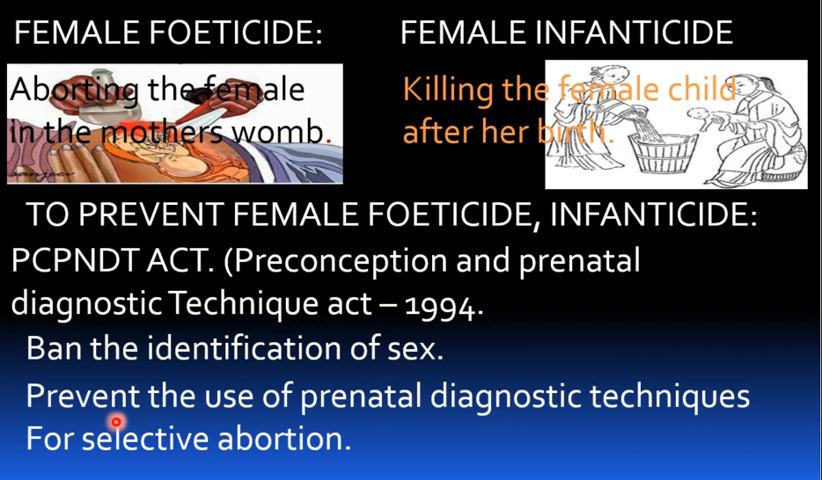 FEMALE FOETICIDE:
Aborting the female
in the mothers womb.
FEMALE INFANTICIDE
Killing the female child
after her birth.
TO PREVENT FEMALE FOETICIDE, INFANTICIDE:
PCPNDT ACT. (Preconception and prenatal
diagnostic Technique act – 1994.
Ban the identification of sex.
Prevent the use of prenatal diagnostic techniques
For selective abortion.